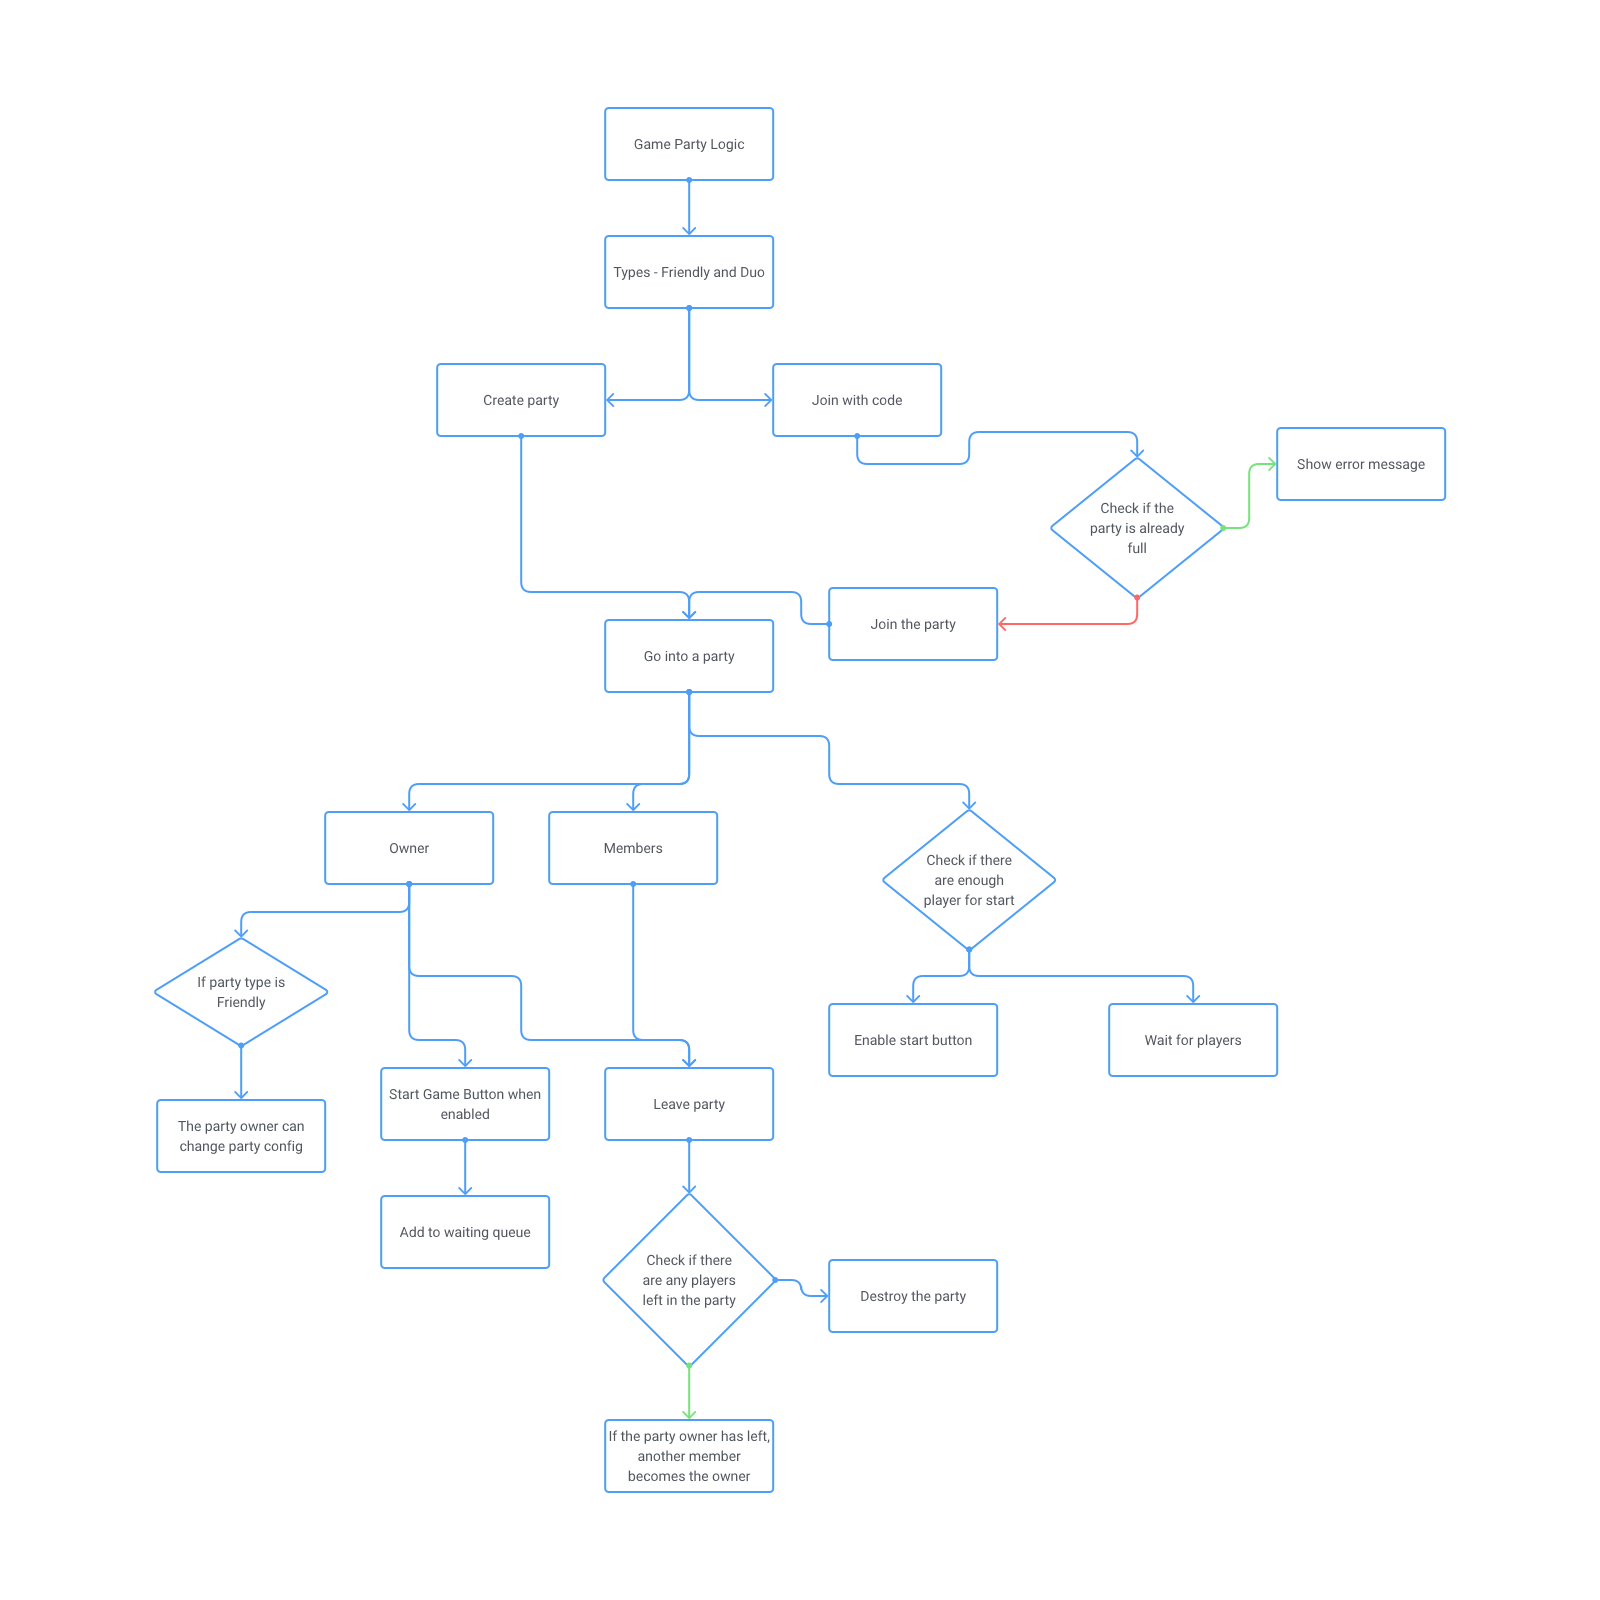 Game Party Logic
Types - Friendly and Duo
Create party
Join with code
Show error message
Check if the
party is already
full
Join the party
Go into a party
Owner
Members
Check if there
are enough
player for start
If party type is
Friendly
Enable start button
Wait for players
Start Game Button when
enabled
Leave party
The party owner can
change party config
Add to waiting queue
Check if there
are any players
left in the party
Destroy the party
If the party owner has left,
another member
becomes the owner